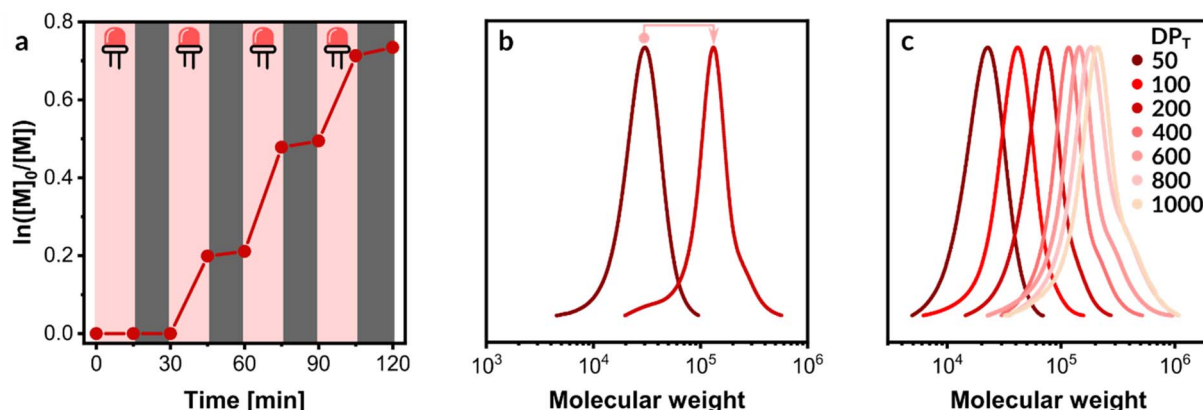 a
0.8
0.6
0.4
0.2
0.0
ln([M]₀/[M])
0 30 60 90 120
Time [min]
b
10³ 10⁴ 10⁵ 10⁶
Molecular weight
c
DP_T
50
100
200
400
600
800
1000
10⁴ 10⁵ 10⁶
Molecular weight